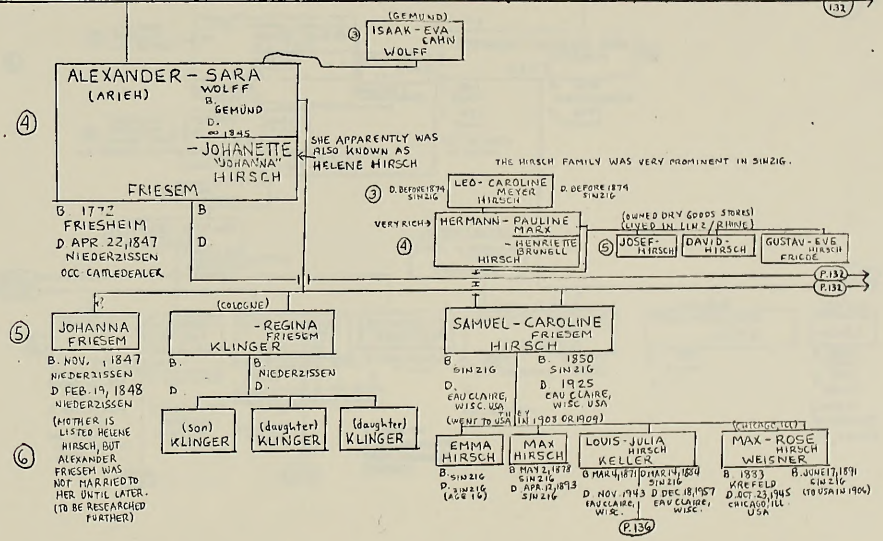 132
(GEMUND)
③
ISAAK - EVA
CAHN
WOLFF
ALEXANDER - SARA
(ARIEH)
WOLFF
B.
GEMÜND
D.
∞ 1845
④
- JOHANETTE
"JOHANNA"
HIRSCH
FRIESEM
SHE APPARENTLY WAS
ALSO KNOWN AS
HELENE HIRSCH
B. 1772
FRIESHEIM
D APR. 22, 1847
NIEDERZISSEN
OCC CATTLEDEALER
B
D.
THE HIRSCH FAMILY WAS VERY PROMINENT IN SINZIG.
③
D. BEFORE 1874
SINZIG
LEO - CAROLINE
MEYER
HIRSCH
D. BEFORE 1874
SINZIG
VERY RICH →
④
HERMANN - PAULINE
MARX
- HENRIETTE
BRUNELL
HIRSCH
(OWNED DRY GOODS STORES)
(LIVED IN LINZ/RHINE)
⑤
JOSEF -
HIRSCH
DAVID -
HIRSCH
GUSTAV - EVE
HIRSCH
FRIEDE
P.132
P.132
⑤
JOHANNA
FRIESEM
B. NOV. , 1847
NIEDERZISSEN
D FEB. 19, 1848
NIEDERZISSEN
(MOTHER IS
LISTED HELENE
HIRSCH, BUT
ALEXANDER
FRIESEM WAS
NOT MARRIED TO
HER UNTIL LATER.
(TO BE RESEARCHED
FURTHER)
(COLOGNE)
- REGINA
FRIESEM
KLINGER
B.
D.
B.
NIEDERZISSEN
D.
SAMUEL - CAROLINE
FRIESEM
HIRSCH
B
SINZIG
D.
EAU CLAIRE,
WISC. USA
B. 1850
SINZIG
D 1925
EAU CLAIRE,
WISC. USA
THEY
(WENT TO USA IN 1908 OR 1909)
⑥
(son)
KLINGER
(daughter)
KLINGER
(daughter)
KLINGER
EMMA
HIRSCH
B. SINZIG
D. SINZIG
(AGE 16)
MAX
HIRSCH
B MAY 2, 1878
SINZIG
D APR. 12, 1893
SINZIG
LOUIS - JULIA
HIRSCH
KELLER
B MAR 4, 1871
D. NOV. 1943
EAU CLAIRE,
WISC.
D MAR 14, 1884
SINZIG
D DEC. 18, 1957
EAU CLAIRE,
WISC.
P.136
(CHICAGO, ILL)
MAX - ROSE
HIRSCH
WEISNER
B 1883
KREFELD
D. OCT. 23, 1945
CHICAGO, ILL.
USA
B. JUNE 17, 1891
SINZIG
(TO USA IN 1906)